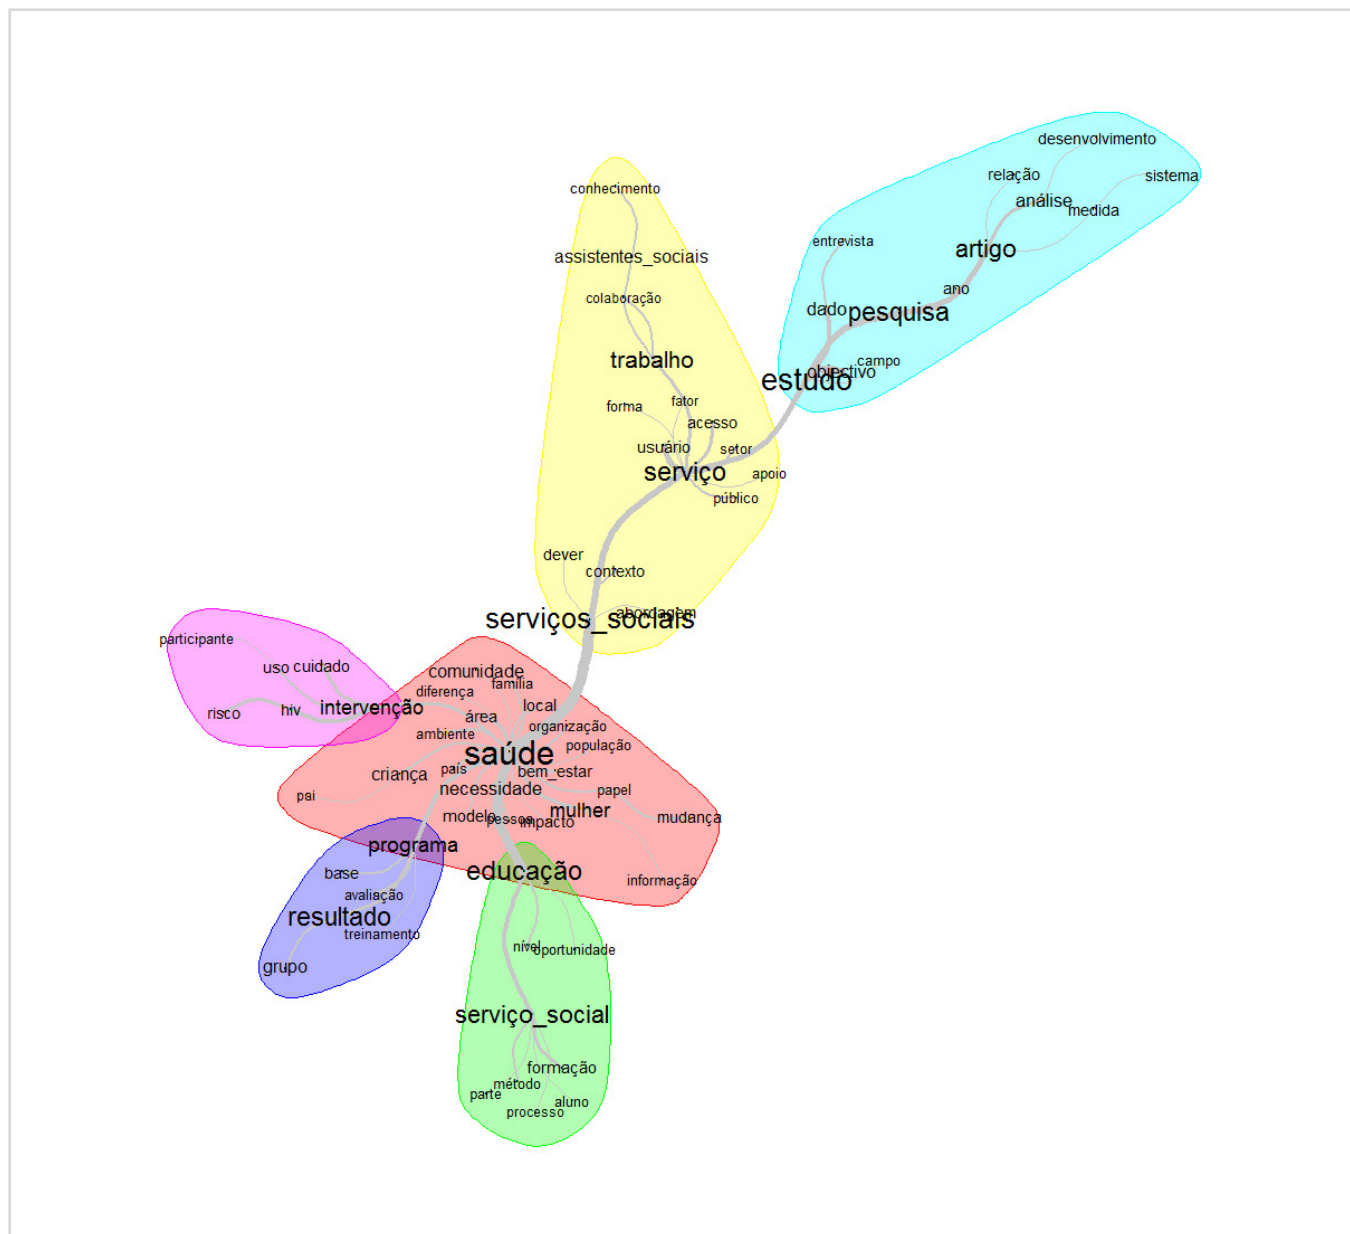 desenvolvimento
relação
sistema
conhecimento
análise
medida
entrevista
artigo
assistentes_sociais
ano
colaboração
dado
pesquisa
trabalho
campo
objectivo
estudo
fator
forma
acesso
usuário
setor
serviço
apoio
público
dever
contexto
abordagem
serviços_sociais
participante
uso
cuidado
comunidade
família
diferença
intervenção
hiv
risco
local
área
organização
ambiente
população
saúde
país
bem_estar
criança
necessidade
papel
pai
mulher
modelo
pessoa
impacto
mudança
programa
base
educação
informação
avaliação
resultado
treinamento
nível
oportunidade
grupo
serviço_social
formação
método
parte
aluno
processo